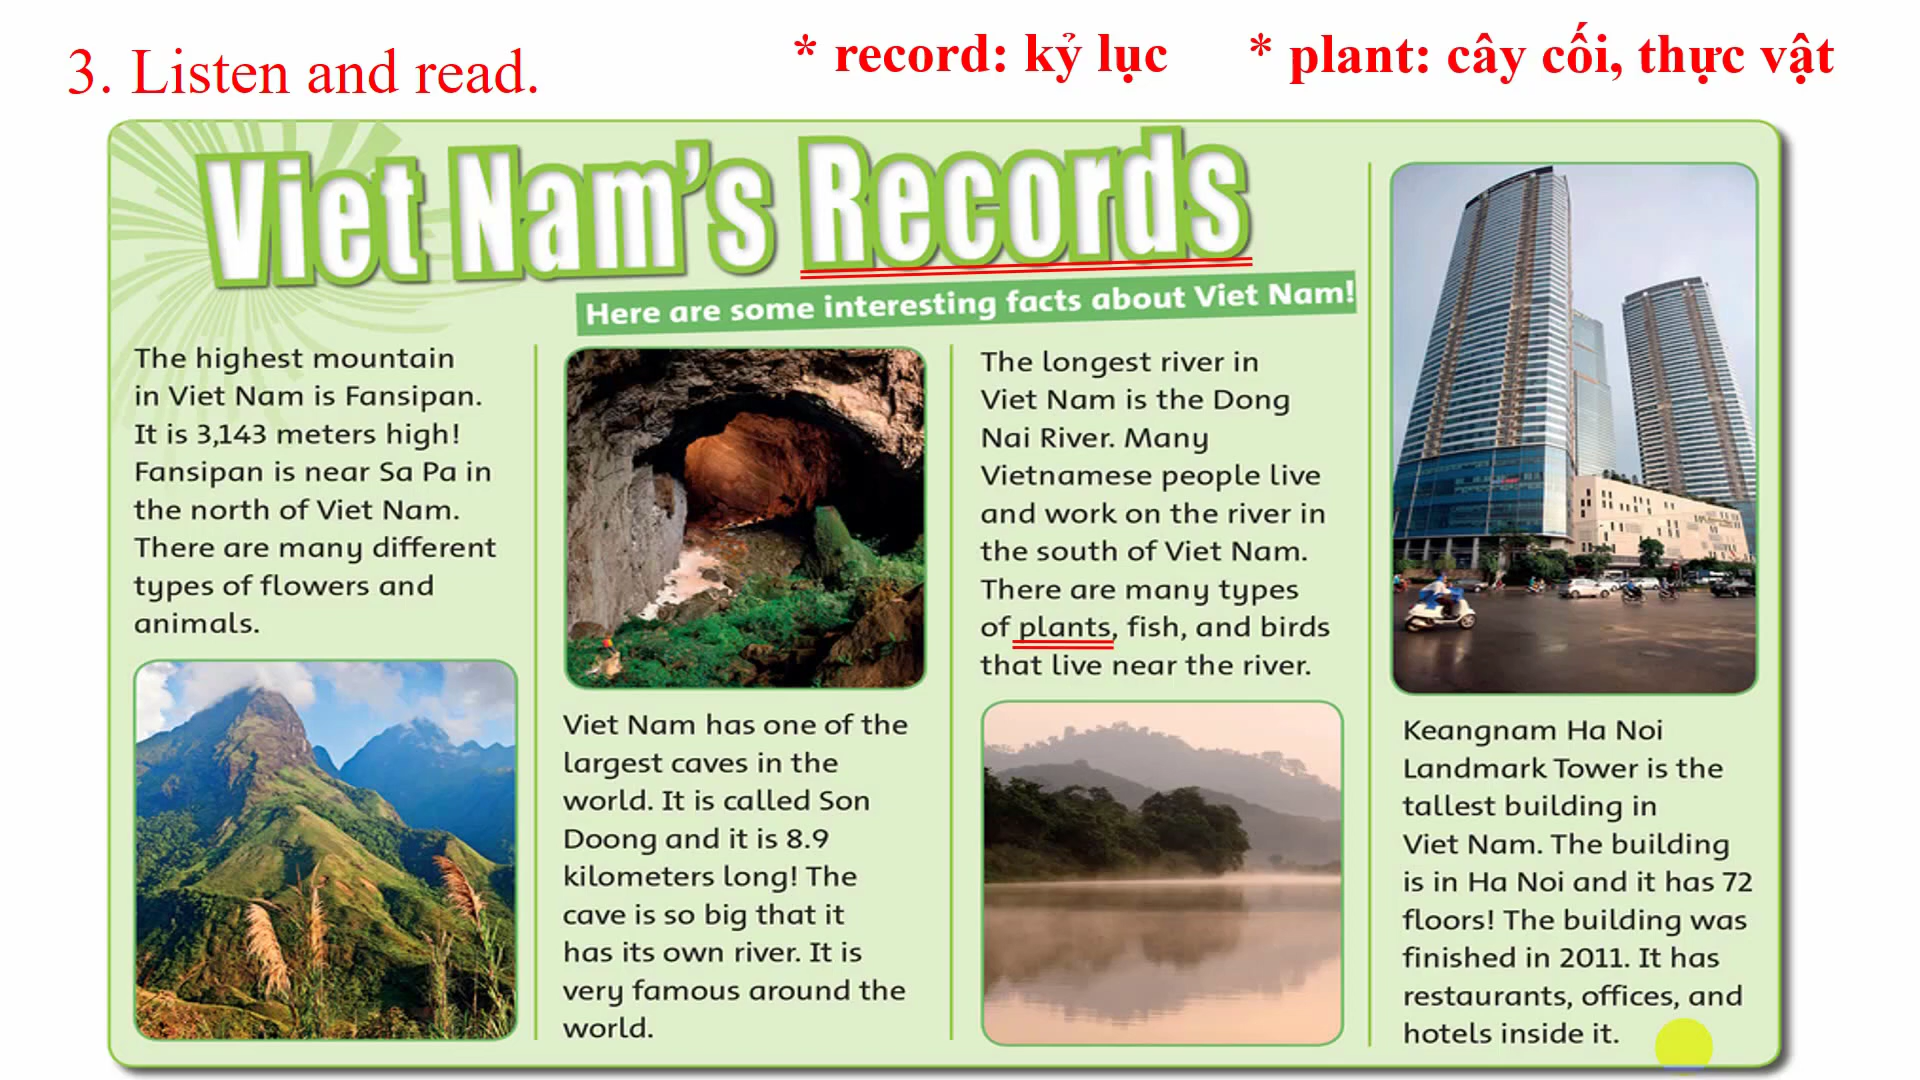 3. Listen and read.
* record: kỷ lục
* plant: cây cối, thực vật
Viet Nam's Records
Here are some interesting facts about Viet Nam!
The highest mountain
in Viet Nam is Fansipan.
It is 3,143 meters high!
Fansipan is near Sa Pa in
the north of Viet Nam.
There are many different
types of flowers and
animals.
Viet Nam has one of the
largest caves in the
world. It is called Son
Doong and it is 8.9
kilometers long! The
cave is so big that it
has its own river. It is
very famous around the
world.
The longest river in
Viet Nam is the Dong
Nai River. Many
Vietnamese people live
and work on the river in
the south of Viet Nam.
There are many types
of plants, fish, and birds
that live near the river.
Keangnam Ha Noi
Landmark Tower is the
tallest building in
Viet Nam. The building
is in Ha Noi and it has 72
floors! The building was
finished in 2011. It has
restaurants, offices, and
hotels inside it.